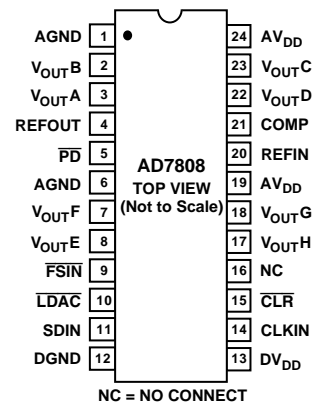 AGND 1 24 AVDD
VOUTB 2 23 VOUTC
VOUTA 3 22 VOUTD
REFOUT 4 21 COMP
PD 5 20 REFIN
AGND 6 19 AVDD
VOUTF 7 18 VOUTG
VOUTE 8 17 VOUTH
FSIN 9 16 NC
LDAC 10 15 CLR
SDIN 11 14 CLKIN
DGND 12 13 DVDD
AD7808
TOP VIEW
(Not to Scale)
NC = NO CONNECT